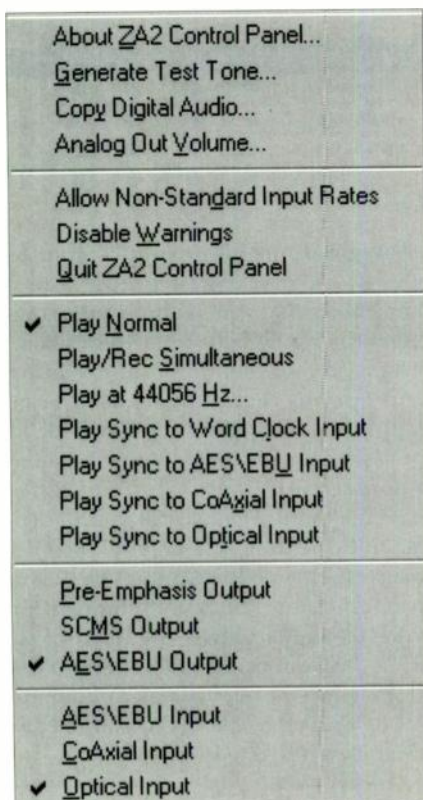 About ZA2 Control Panel...
Generate Test Tone...
Copy Digital Audio...
Analog Out Volume...
Allow Non-Standard Input Rates
Disable Warnings
Quit ZA2 Control Panel
✔ Play Normal
Play/Rec Simultaneous
Play at 44056 Hz...
Play Sync to Word Clock Input
Play Sync to AES\EBU Input
Play Sync to CoAxial Input
Play Sync to Optical Input
Pre-Emphasis Output
SCMS Output
✔ AES\EBU Output
AES\EBU Input
CoAxial Input
✔ Optical Input